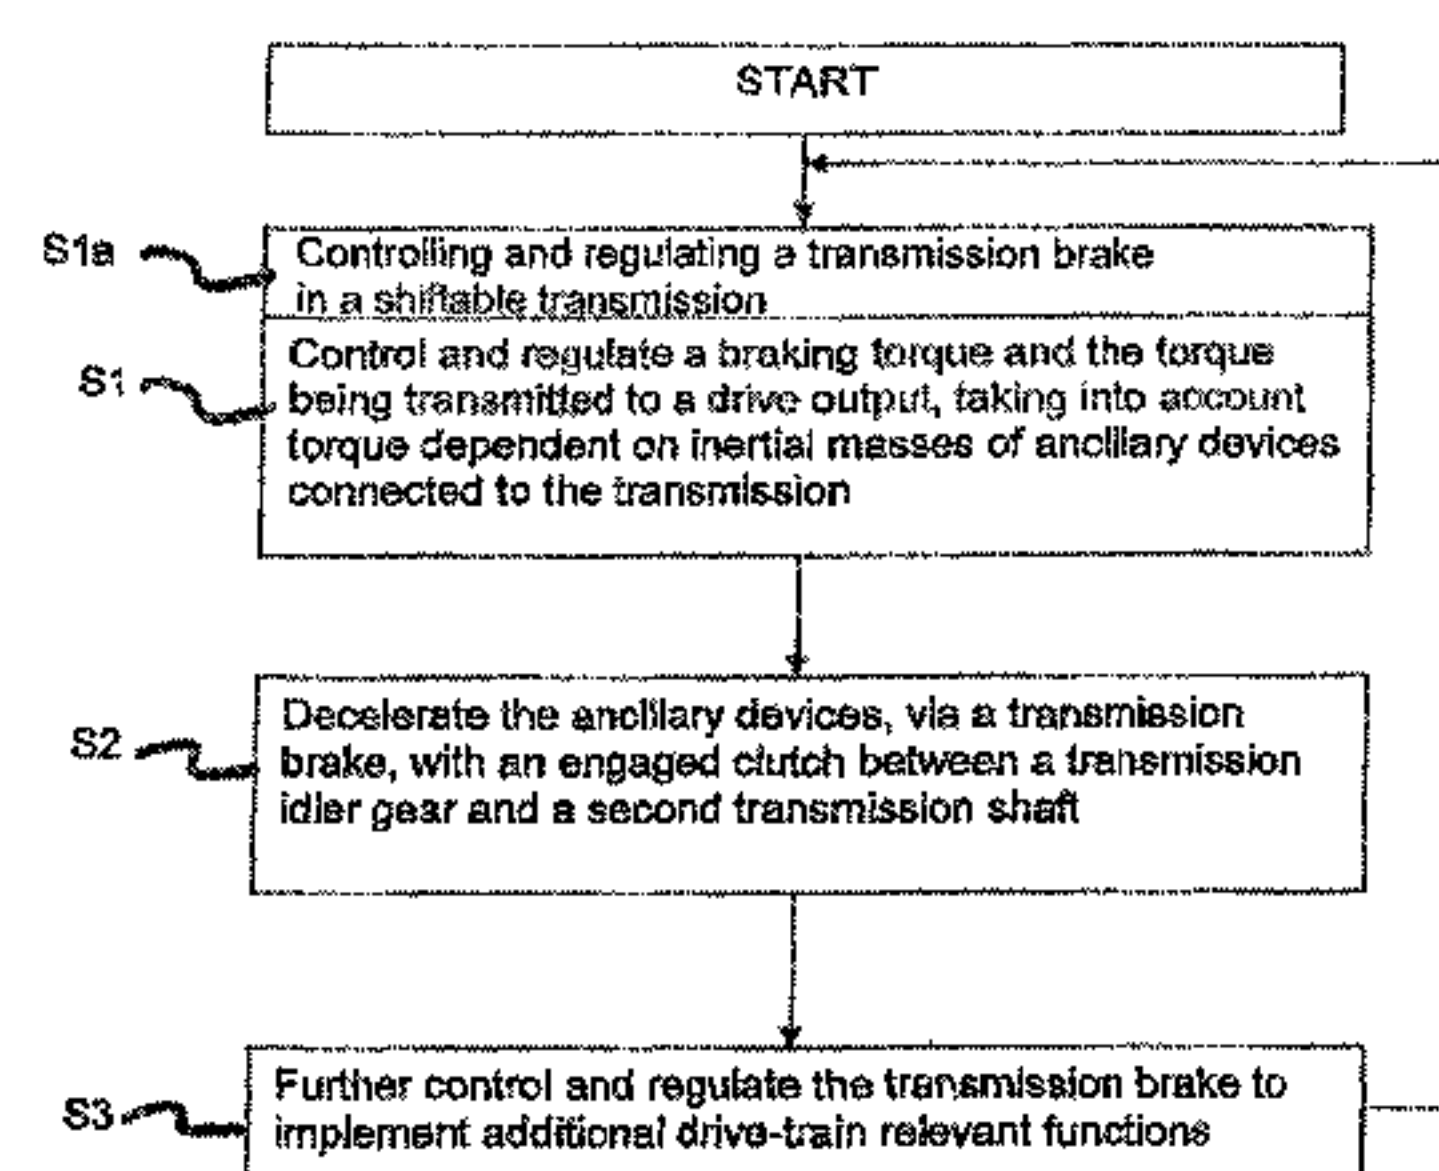 START
S1a
Controlling and regulating a transmission brake
in a shiftable transmission
S1
Control and regulate a braking torque and the torque
being transmitted to a drive output, taking into account
torque dependent on inertial masses of ancillary devices
connected to the transmission
S2
Decelerate the ancillary devices, via a transmission
brake, with an engaged clutch between a transmission
idler gear and a second transmission shaft
S3
Further control and regulate the transmission brake to
implement additional drive-train relevant functions